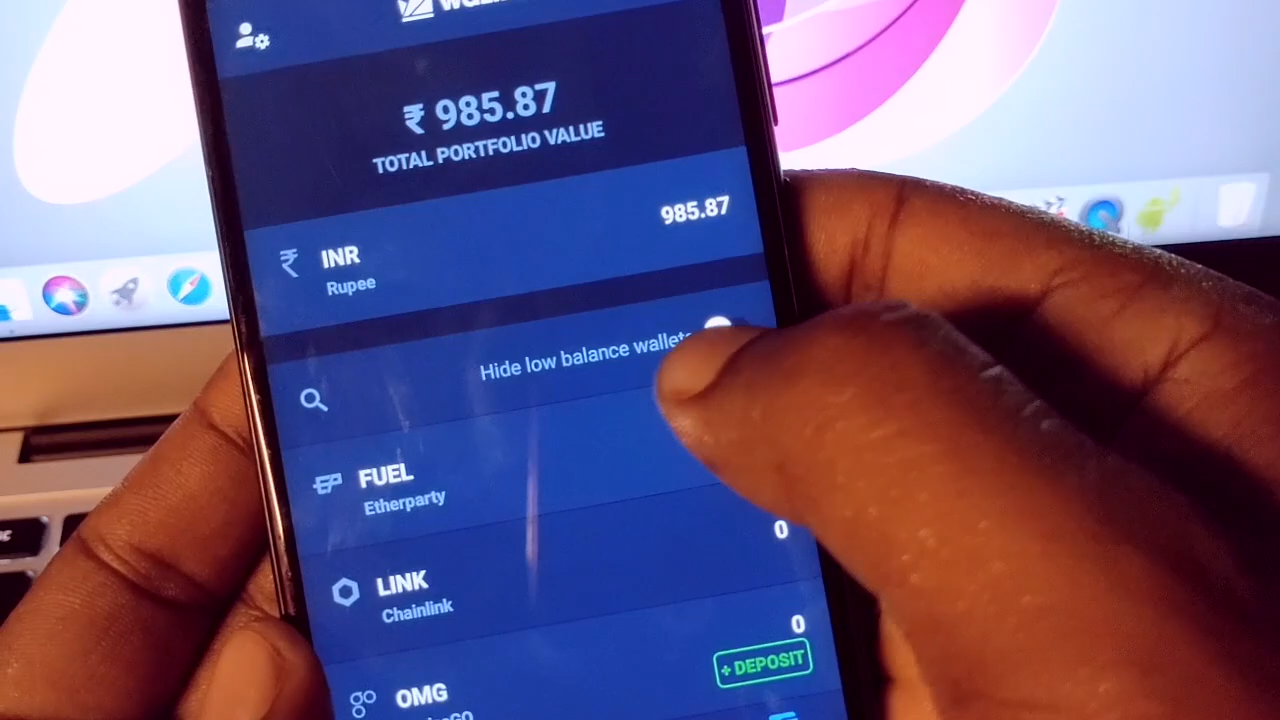 ₹ 985.87
TOTAL PORTFOLIO VALUE
₹ INR 985.87
Rupee
Hide low balance wallets
FUEL
Etherparty
0
LINK
Chainlink
0
+ DEPOSIT
OMG